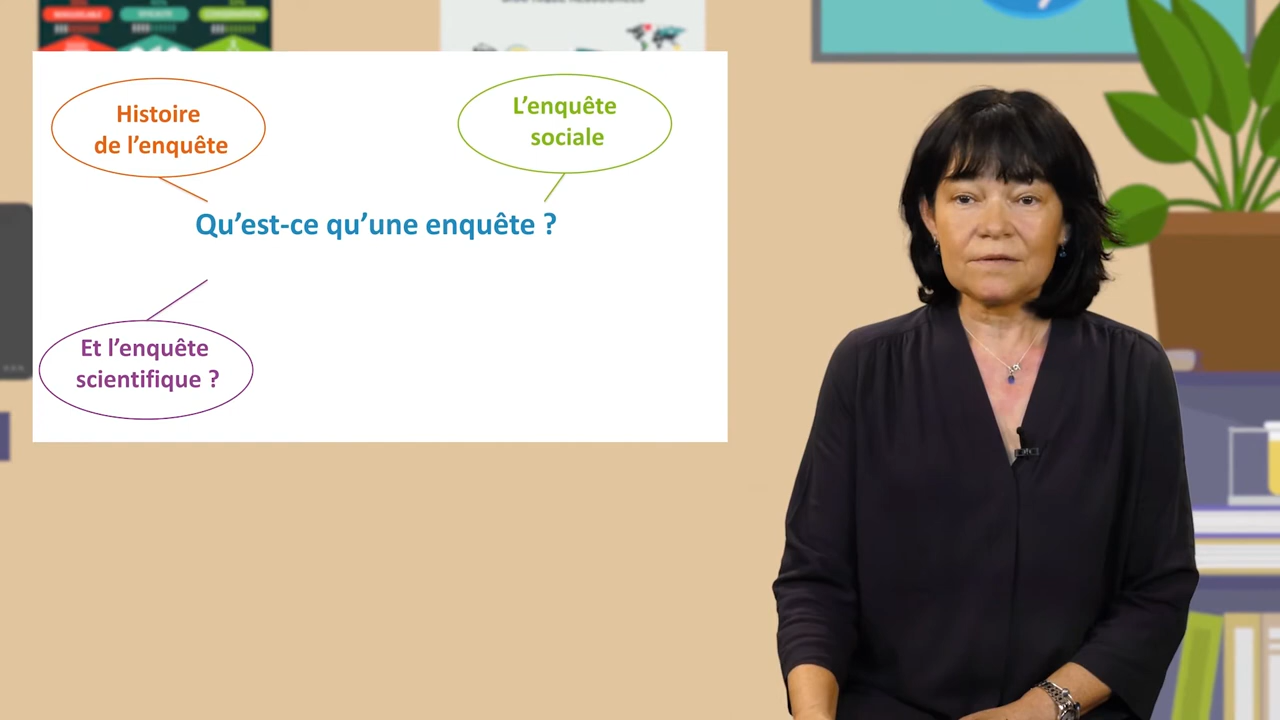 Histoire
de l’enquête
L’enquête
sociale
Qu’est-ce qu’une enquête ?
Et l’enquête
scientifique ?